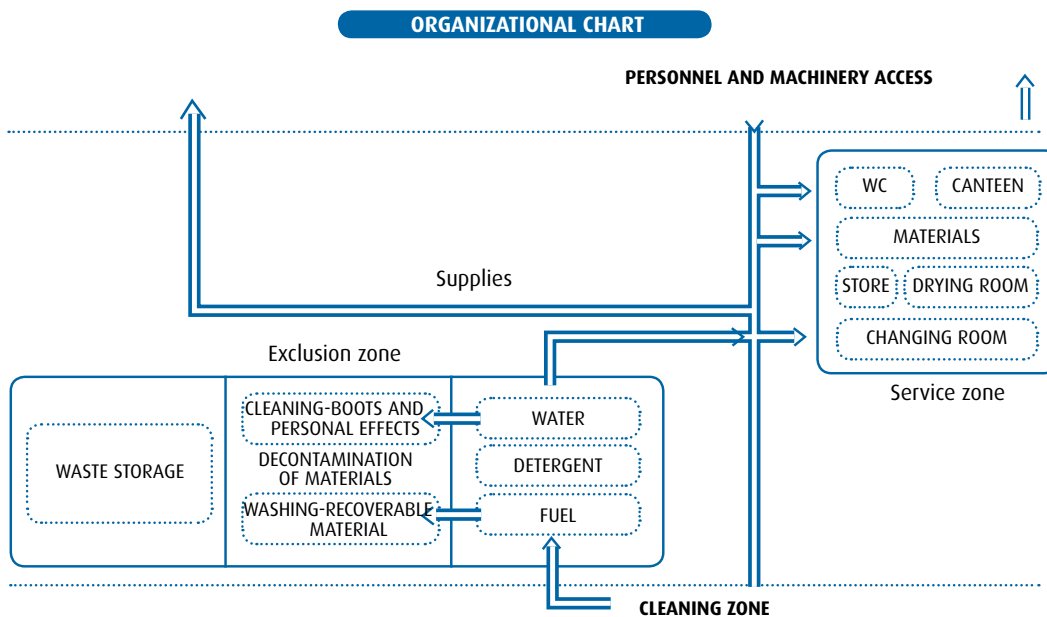 ORGANIZATIONAL CHART
PERSONNEL AND MACHINERY ACCESS
WC
CANTEEN
MATERIALS
STORE
DRYING ROOM
CHANGING ROOM
Service zone
Supplies
Exclusion zone
WASTE STORAGE
CLEANING-BOOTS AND
PERSONAL EFFECTS
DECONTAMINATION
OF MATERIALS
WASHING-RECOVERABLE
MATERIAL
WATER
DETERGENT
FUEL
CLEANING ZONE